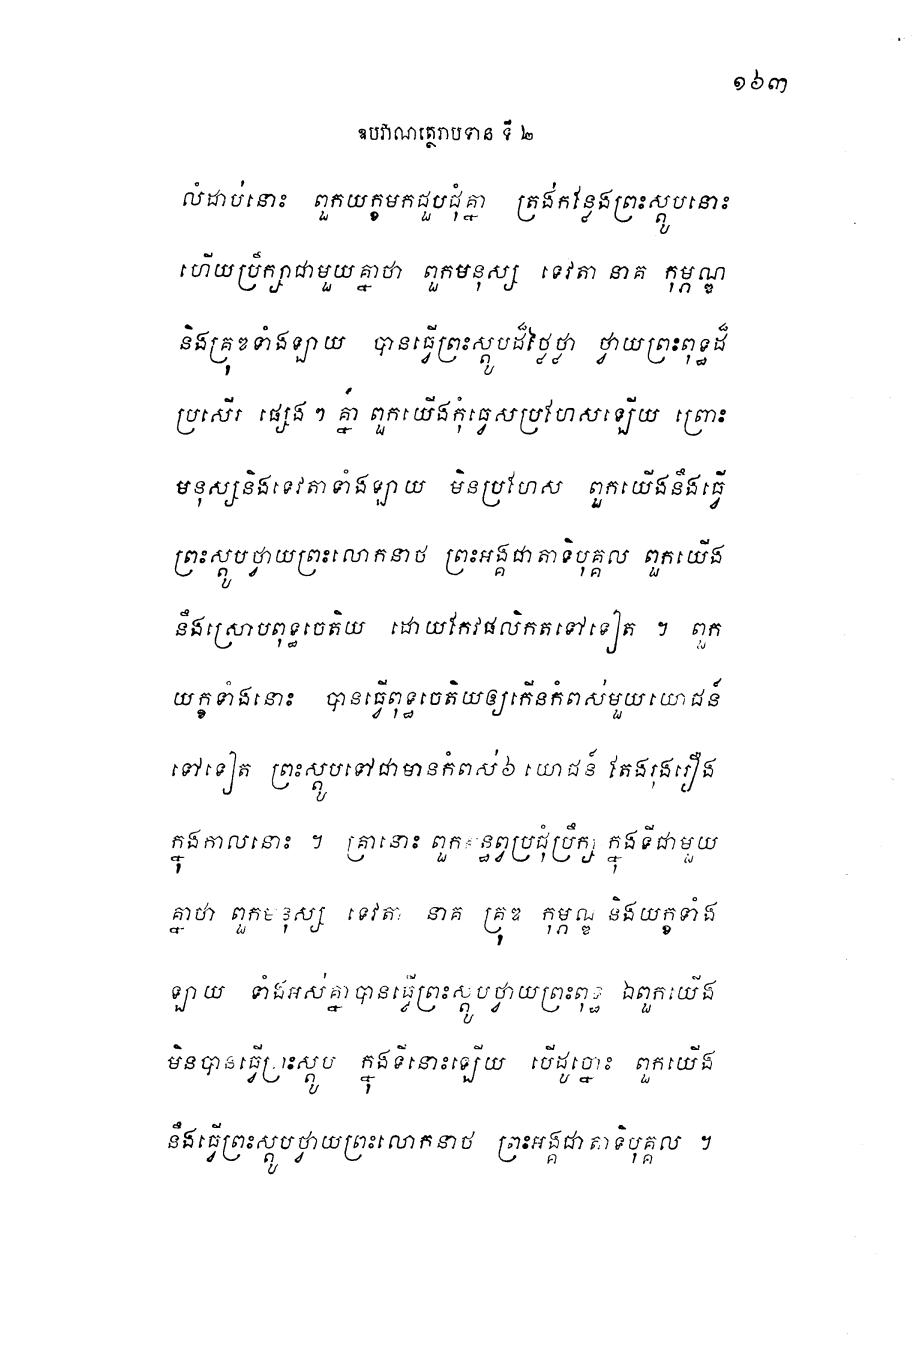 ១៦៣
ឧបវាណត្ថេរាបទាន ទី ២
លំដាប់នោះ ពួកយក្ខមកជួបជុំគ្នា ត្រង់កន្លែងព្រះស្តូបនោះ
ហើយប្រឹក្សាជាមួយគ្នាថា ពួកមនុស្ស ទេវតា នាគ កុម្ភណ្ឌ
និងគ្រុឌទាំងឡាយ បានធ្វើព្រះស្តូបដ៏ថ្លៃថ្លា ថ្វាយព្រះពុទ្ធដ៏
ប្រសើរ ផ្សេងៗ គ្នា ពួកយើងកុំធ្វេសប្រហែសឡើយ ព្រោះ
មនុស្សនិងទេវតាទាំងឡាយ មិនប្រហែស ពួកយើងនឹងធ្វើ
ព្រះស្តូបថ្វាយព្រះលោកនាថ ព្រះអង្គជាតាទិបុគ្គល ពួកយើង
នឹងស្រោបពុទ្ធចេតិយ ដោយកែវផលិកតទៅទៀត ។ ពួក
យក្ខទាំងនោះ បានធ្វើពុទ្ធចេតិយឲ្យកើនកំពស់មួយយោជន៍
ទៅទៀត ព្រះស្តូបទៅជាមានកំពស់ ៦ យោជន៍ តែងរុងរឿង
ក្នុងកាលនោះ ។ គ្រានោះ ពួកគន្ធព្វប្រជុំប្រឹក្សា ក្នុងទីជាមួយ
គ្នាថា ពួកមនុស្ស ទេវតា នាគ គ្រុឌ កុម្ភណ្ឌ និងយក្ខទាំង
ឡាយ ទាំងអស់គ្នាបានធ្វើព្រះស្តូបថ្វាយព្រះពុទ្ធ ឯពួកយើង
មិនបានធ្វើព្រះស្តូប ក្នុងទីនោះឡើយ បើដូច្នោះ ពួកយើង
នឹងធ្វើព្រះស្តូបថ្វាយព្រះលោកនាថ ព្រះអង្គជាតាទិបុគ្គល ។